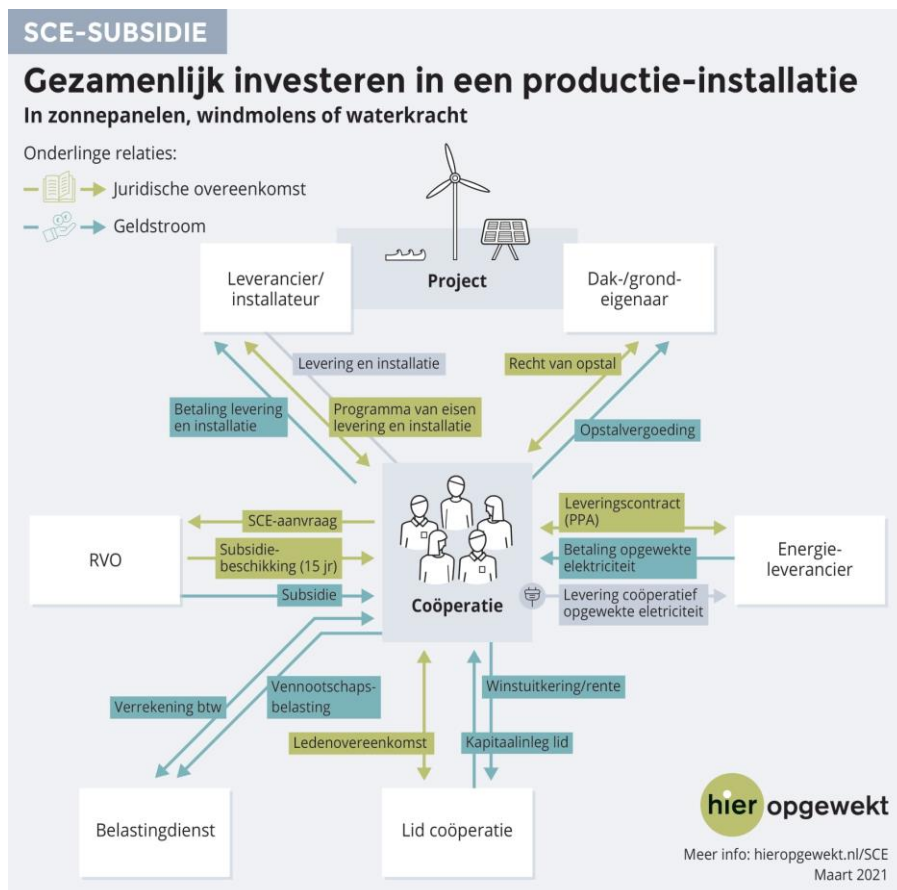 SCE-SUBSIDIE
Gezamenlijk investeren in een productie-installatie
In zonnepanelen, windmolens of waterkracht
Onderlinge relaties:
Juridische overeenkomst
Geldstroom
Leverancier/
installateur
Project
Dak-/grond-
eigenaar
Levering en installatie
Recht van opstal
Betaling levering
en installatie
Programma van eisen
levering en installatie
Opstalvergoeding
RVO
SCE-aanvraag
Subsidie-
beschikking (15 jr)
Subsidie
Coöperatie
Leveringscontract
(PPA)
Betaling opgewekte
elektriciteit
Levering coöperatief
opgewekte eletriciteit
Energie-
leverancier
Verrekening btw
Vennootschaps-
belasting
Winstuitkering/rente
Ledenovereenkomst
Kapitaalinleg lid
Belastingdienst
Lid coöperatie
hier opgewekt
Meer info: hieropgewekt.nl/SCE
Maart 2021